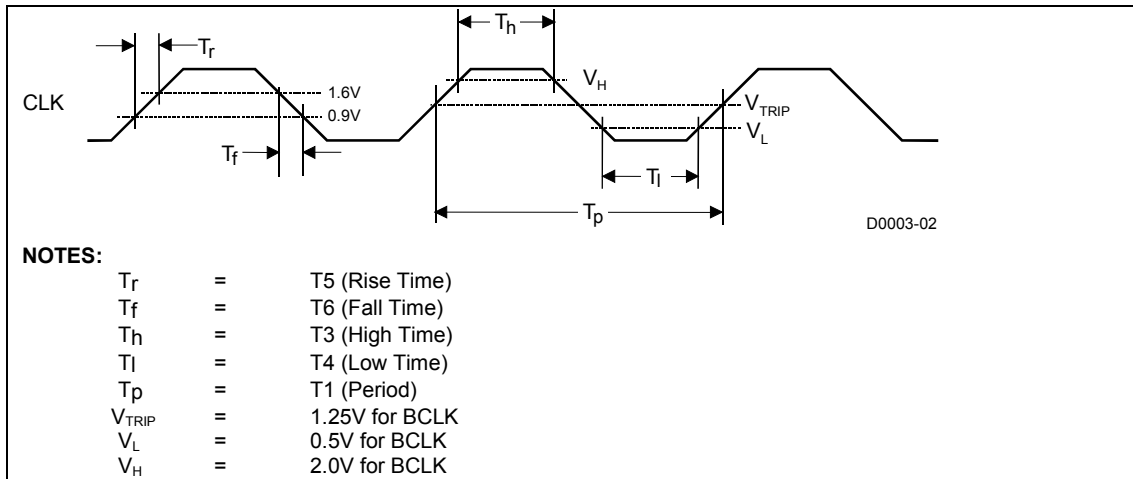 Tr
Th
VH
CLK
1.6V
VTRIP
0.9V
VL
Tf
Tl
Tp
D0003-02
NOTES:
Tr = T5 (Rise Time)
Tf = T6 (Fall Time)
Th = T3 (High Time)
Tl = T4 (Low Time)
Tp = T1 (Period)
VTRIP = 1.25V for BCLK
VL = 0.5V for BCLK
VH = 2.0V for BCLK